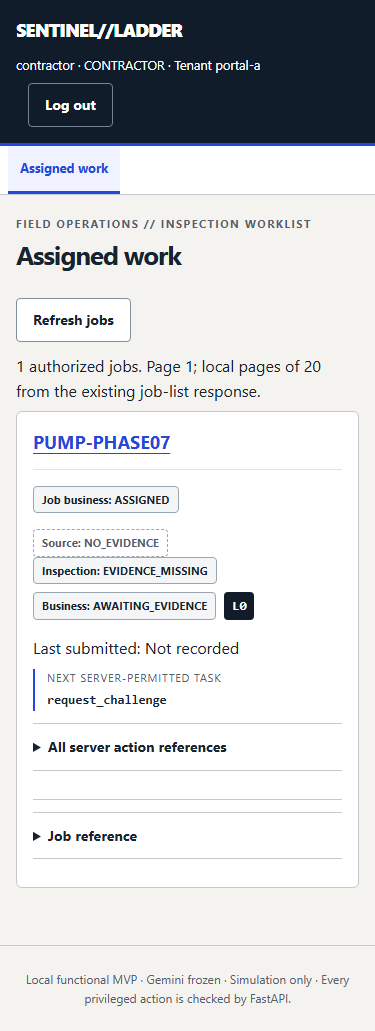 SENTINEL//LADDER
contractor · CONTRACTOR · Tenant portal-a
Log out
Assigned work
FIELD OPERATIONS // INSPECTION WORKLIST
Assigned work
Refresh jobs
1 authorized jobs. Page 1; local pages of 20
from the existing job-list response.
PUMP-PHASE07
Job business: ASSIGNED
Source: NO_EVIDENCE
Inspection: EVIDENCE_MISSING
Business: AWAITING_EVIDENCE L0
Last submitted: Not recorded
NEXT SERVER-PERMITTED TASK
request_challenge
All server action references
Job reference
Local functional MVP · Gemini frozen · Simulation only · Every
privileged action is checked by FastAPI.